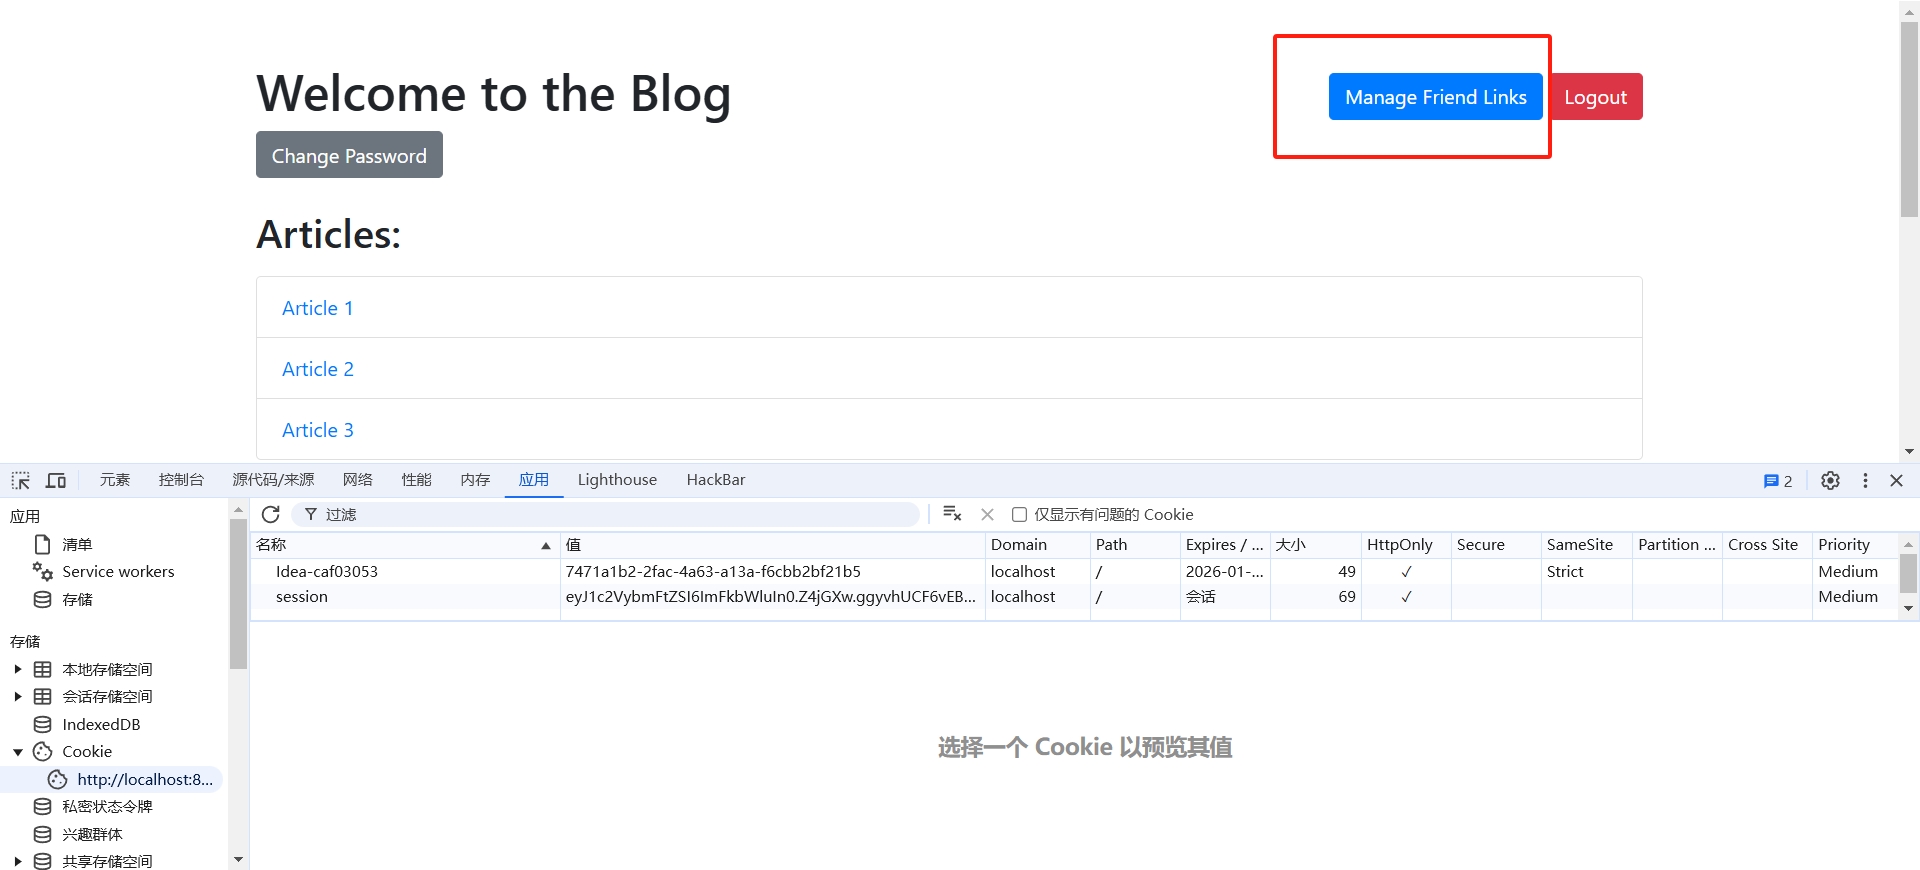 Welcome to the Blog
Manage Friend Links
Logout
Change Password
Articles:
Article 1
Article 2
Article 3
元素 控制台 源代码/来源 网络 性能 内存 应用 Lighthouse HackBar 2
应用
清单
Service workers
存储
存储
本地存储空间
会话存储空间
IndexedDB
Cookie
http://localhost:8...
私密状态令牌
兴趣群体
共享存储空间
过滤 仅显示有问题的 Cookie
名称 值 Domain Path Expires / ... 大小 HttpOnly Secure SameSite Partition ... Cross Site Priority
Idea-caf03053 7471a1b2-2fac-4a63-a13a-f6cbb2bf21b5 localhost / 2026-01-... 49 ✓ Strict Medium
session eyJ1c2VybmFtZSI6ImFkbWluIn0.Z4jGXw.ggyvhUCF6vEB... localhost / 会话 69 ✓ Medium
选择一个 Cookie 以预览其值